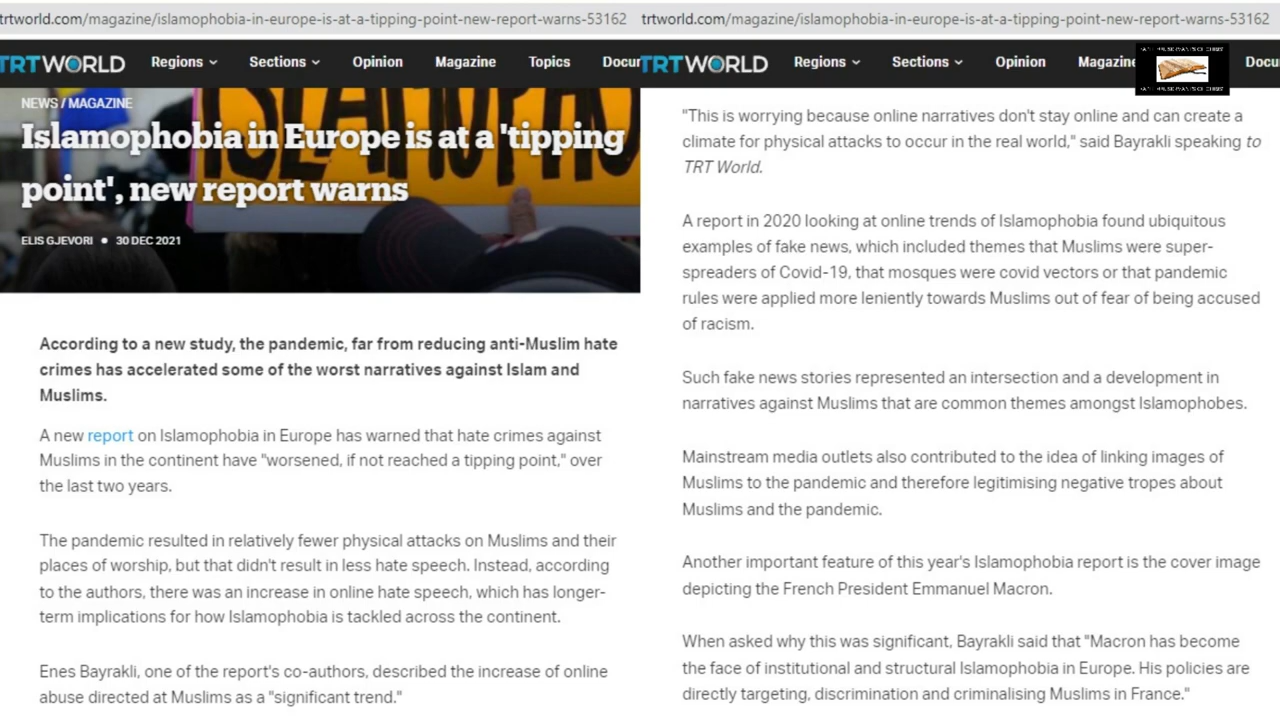 trtworld.com/magazine/islamophobia-in-europe-is-at-a-tipping-point-new-report-warns-53162
TRTWORLD Regions Sections Opinion Magazine Topics Docu
NEWS / MAGAZINE
Islamophobia in Europe is at a 'tipping
point', new report warns
ELIS GJEVORI ● 30 DEC 2021
According to a new study, the pandemic, far from reducing anti-Muslim hate
crimes has accelerated some of the worst narratives against Islam and
Muslims.
A new report on Islamophobia in Europe has warned that hate crimes against
Muslims in the continent have "worsened, if not reached a tipping point," over
the last two years.
The pandemic resulted in relatively fewer physical attacks on Muslims and their
places of worship, but that didn't result in less hate speech. Instead, according
to the authors, there was an increase in online hate speech, which has longer-
term implications for how Islamophobia is tackled across the continent.
Enes Bayrakli, one of the report's co-authors, described the increase of online
abuse directed at Muslims as a "significant trend."
trtworld.com/magazine/islamophobia-in-europe-is-at-a-tipping-point-new-report-warns-53162
TRTWORLD Regions Sections Opinion Magazine Docu
"This is worrying because online narratives don't stay online and can create a
climate for physical attacks to occur in the real world," said Bayrakli speaking to
TRT World.
A report in 2020 looking at online trends of Islamophobia found ubiquitous
examples of fake news, which included themes that Muslims were super-
spreaders of Covid-19, that mosques were covid vectors or that pandemic
rules were applied more leniently towards Muslims out of fear of being accused
of racism.
Such fake news stories represented an intersection and a development in
narratives against Muslims that are common themes amongst Islamophobes.
Mainstream media outlets also contributed to the idea of linking images of
Muslims to the pandemic and therefore legitimising negative tropes about
Muslims and the pandemic.
Another important feature of this year's Islamophobia report is the cover image
depicting the French President Emmanuel Macron.
When asked why this was significant, Bayrakli said that "Macron has become
the face of institutional and structural Islamophobia in Europe. His policies are
directly targeting, discrimination and criminalising Muslims in France."